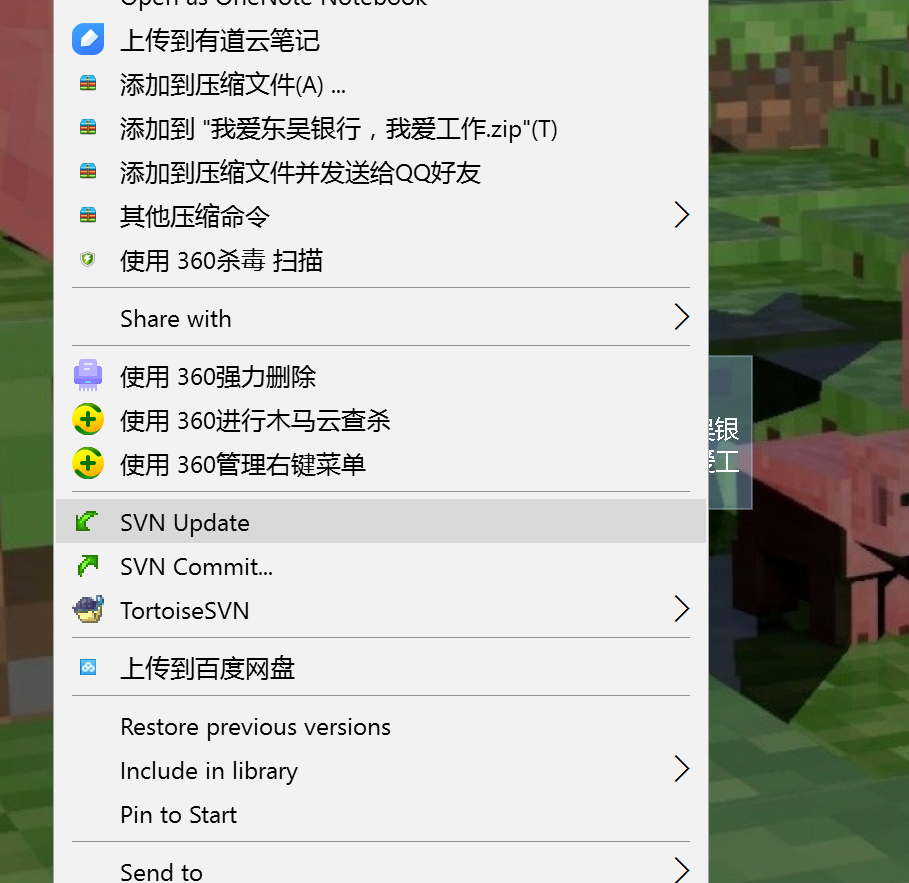 Open as OneNote Notebook
上传到有道云笔记
添加到压缩文件(A) ...
添加到 "我爱东吴银行，我爱工作.zip"(T)
添加到压缩文件并发送给QQ好友
其他压缩命令
使用 360杀毒 扫描
Share with
使用 360强力删除
使用 360进行木马云查杀
使用 360管理右键菜单
SVN Update
SVN Commit...
TortoiseSVN
上传到百度网盘
Restore previous versions
Include in library
Pin to Start
Send to
银
工